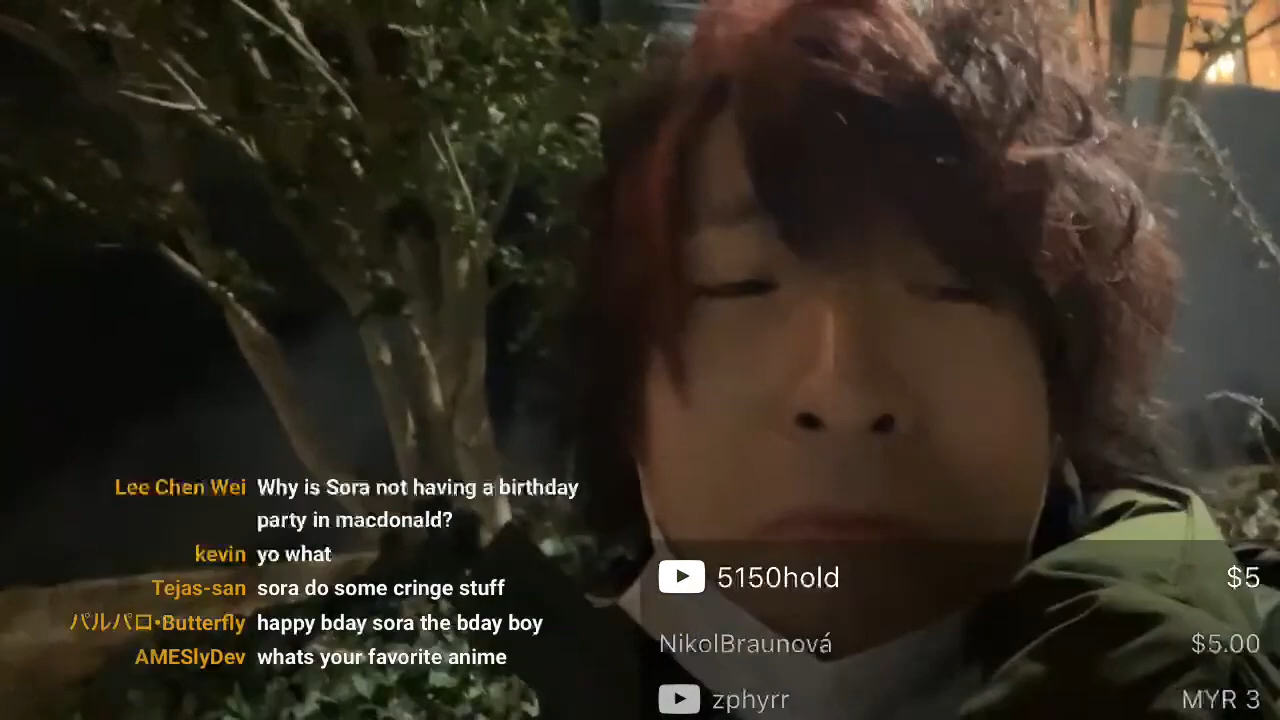 Lee Chen Wei Why is Sora not having a birthday
party in macdonald?
kevin yo what
Tejas-san sora do some cringe stuff
パルパロ•Butterfly happy bday sora the bday boy
AMESlyDev whats your favorite anime
5150hold $5
NikolBraunová $5.00
zphyrr MYR 3